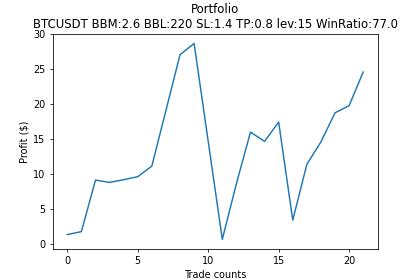 Portfolio
BTCUSDT BBM:2.6 BBL:220 SL:1.4 TP:0.8 lev:15 WinRatio:77.0
30
25
20
15
10
5
0
Profit ($)
0 5 10 15 20
Trade counts